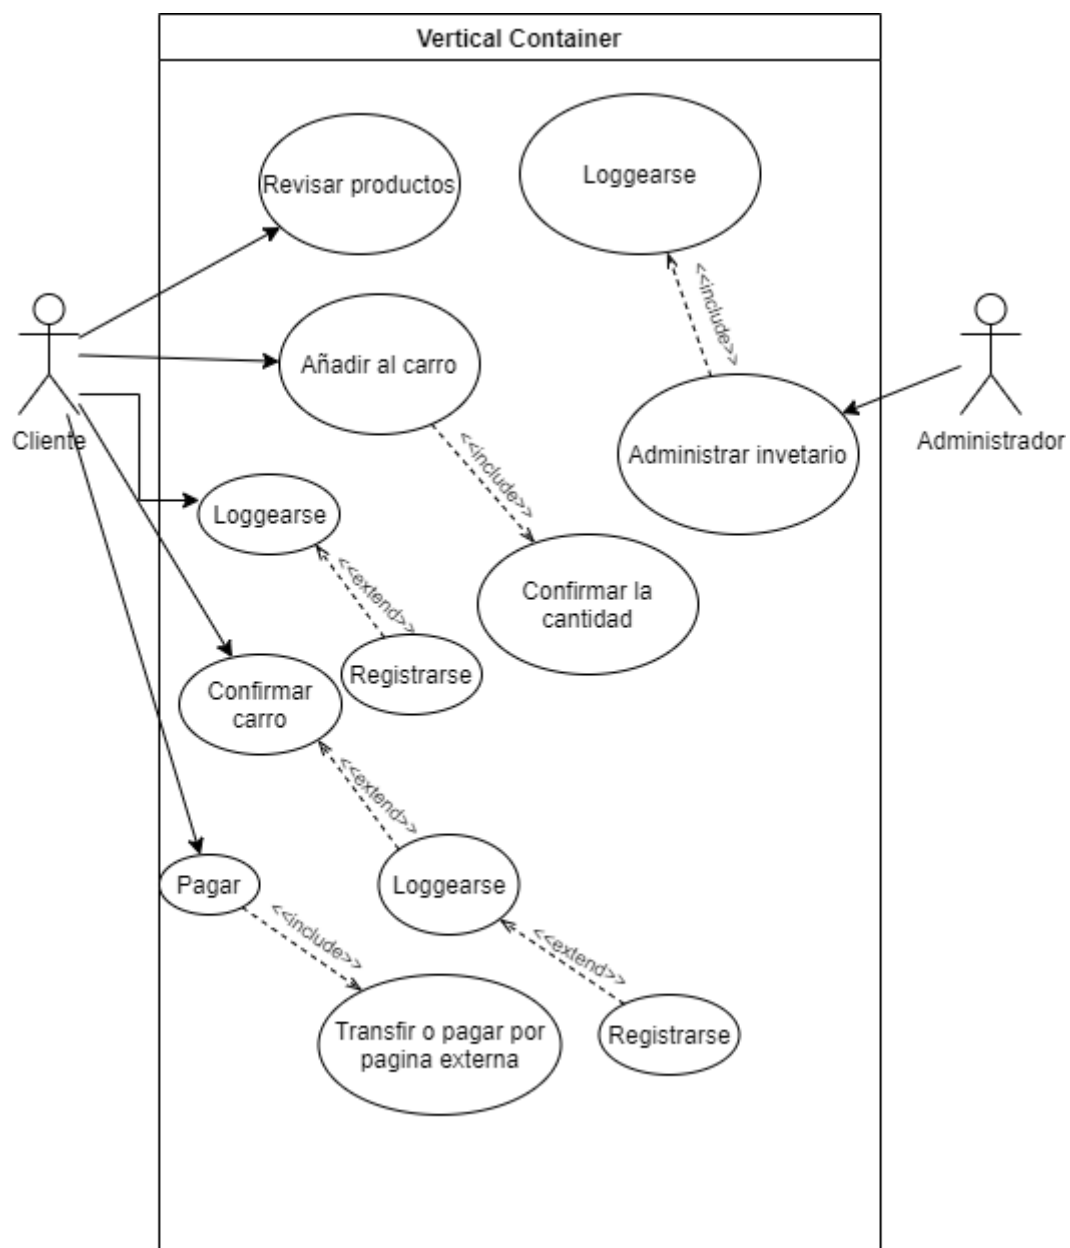 Vertical Container
Revisar productos
Loggearse
<<include>>
Añadir al carro
Cliente
Administrador
Administrar invetario
<<include>>
Loggearse
<<extend>>
Confirmar la
cantidad
Registrarse
Confirmar
carro
<<extend>>
Pagar
Loggearse
<<include>>
<<extend>>
Transfir o pagar por
pagina externa
Registrarse